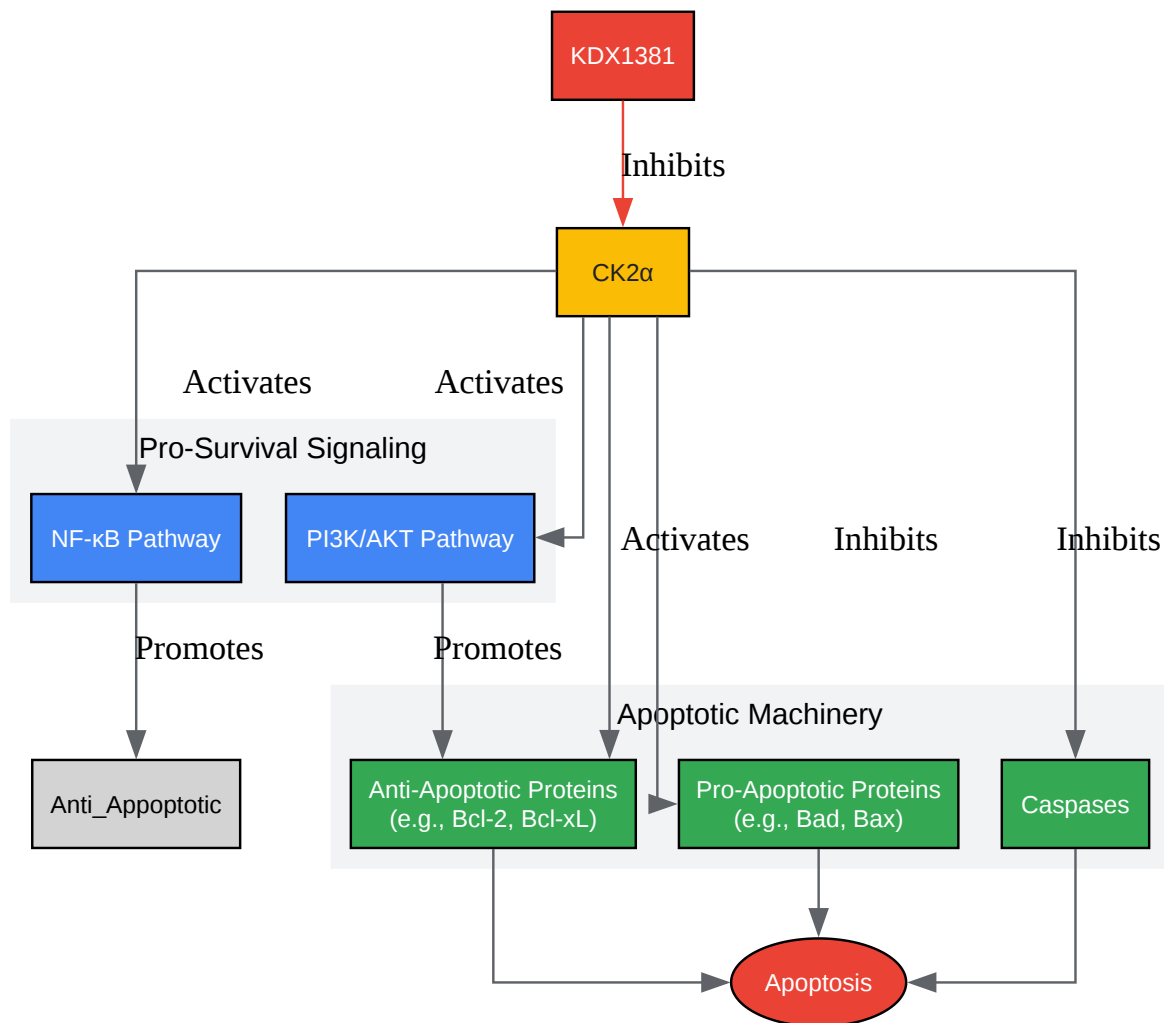 KDX1381
Inhibits
CK2α
Activates
Activates
Pro-Survival Signaling
NF-κB Pathway
PI3K/AKT Pathway
Activates
Inhibits
Inhibits
Promotes
Promotes
Apoptotic Machinery
Anti_Appoptotic
Anti-Apoptotic Proteins
(e.g., Bcl-2, Bcl-xL)
Pro-Apoptotic Proteins
(e.g., Bad, Bax)
Caspases
Apoptosis